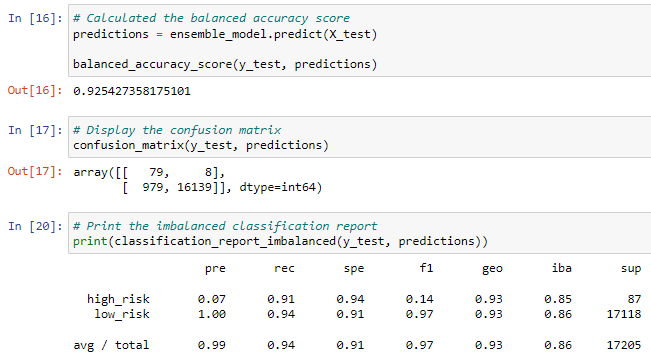 In [16]: # Calculated the balanced accuracy score
predictions = ensemble_model.predict(X_test)
balanced_accuracy_score(y_test, predictions)
Out[16]: 0.925427358175101
In [17]: # Display the confusion matrix
confusion_matrix(y_test, predictions)
Out[17]: array([[   79,     8],
       [  979, 16139]], dtype=int64)
In [20]: # Print the imbalanced classification report
print(classification_report_imbalanced(y_test, predictions))
pre rec spe f1 geo iba sup
high_risk 0.07 0.91 0.94 0.14 0.93 0.85 87
low_risk 1.00 0.94 0.91 0.97 0.93 0.86 17118
avg / total 0.99 0.94 0.91 0.97 0.93 0.86 17205